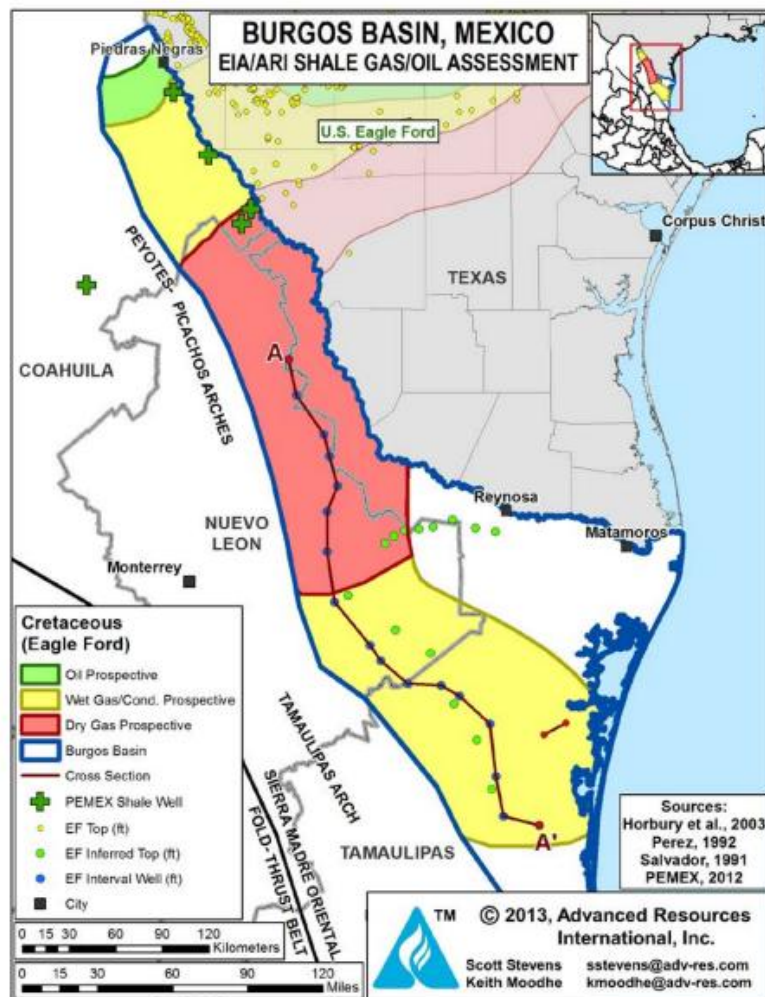 BURGOS BASIN, MEXICO
EIA/ARI SHALE GAS/OIL ASSESSMENT
Piedras Negras
U.S. Eagle Ford
Corpus Christ
TEXAS
PEYOTES-
PICACHOS ARCHES
COAHUILA
A
NUEVO
LEON
Reynosa
Matamoros
Monterrey
TAMAULIPAS ARCH
SIERRA MADRE ORIENTAL
FOLD- THRUST BELT
TAMAULIPAS
A'
Cretaceous
(Eagle Ford)
Oil Prospective
Wet Gas/Cond. Prospective
Dry Gas Prospective
Burgos Basin
Cross Section
PEMEX Shale Well
EF Top (ft)
EF Inferred Top (ft)
EF Interval Well (ft)
City
0 15 30 60 90 120
Kilometers
0 15 30 60 90 120
Miles
Sources:
Horbury et al., 2003
Perez, 1992
Salvador, 1991
PEMEX, 2012
TM
© 2013, Advanced Resources
International, Inc.
Scott Stevens sstevens@adv-res.com
Keith Moodhe kmoodhe@adv-res.com